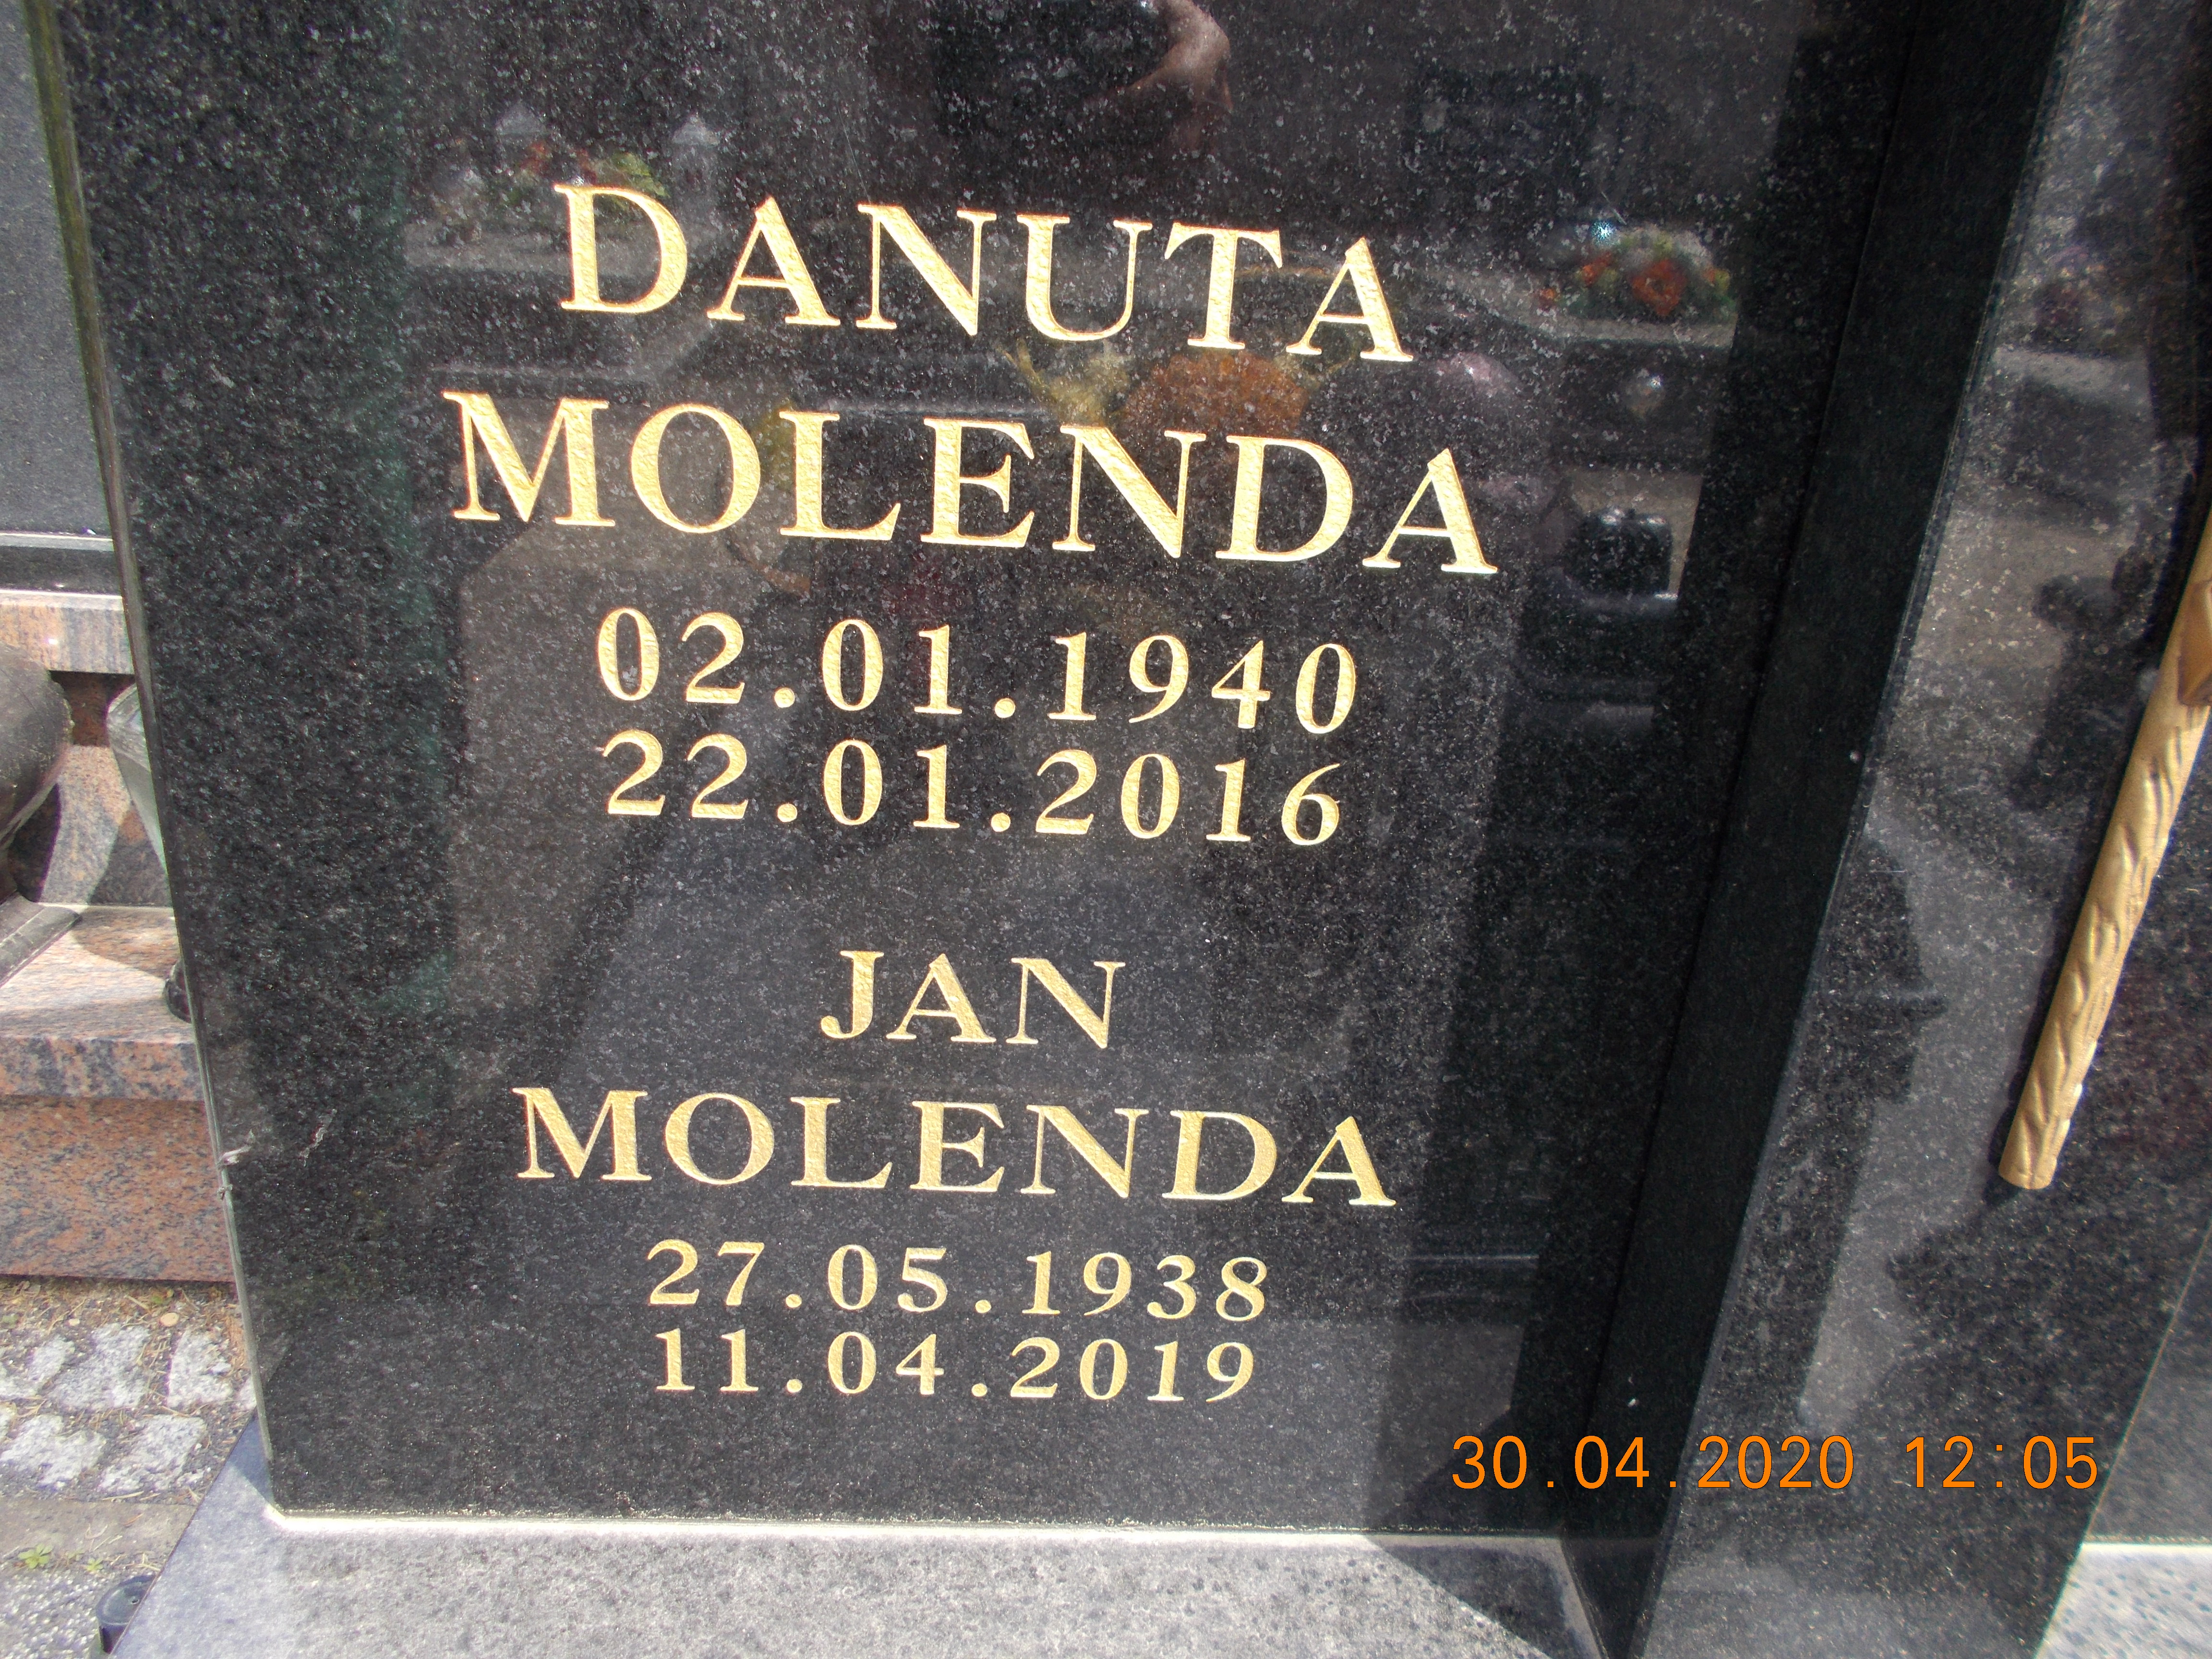 DANUTA
MOLENDA
02.01.1940
22.01.2016
JAN
MOLENDA
27.05.1938
11.04.2019
30.04.2020 12:05